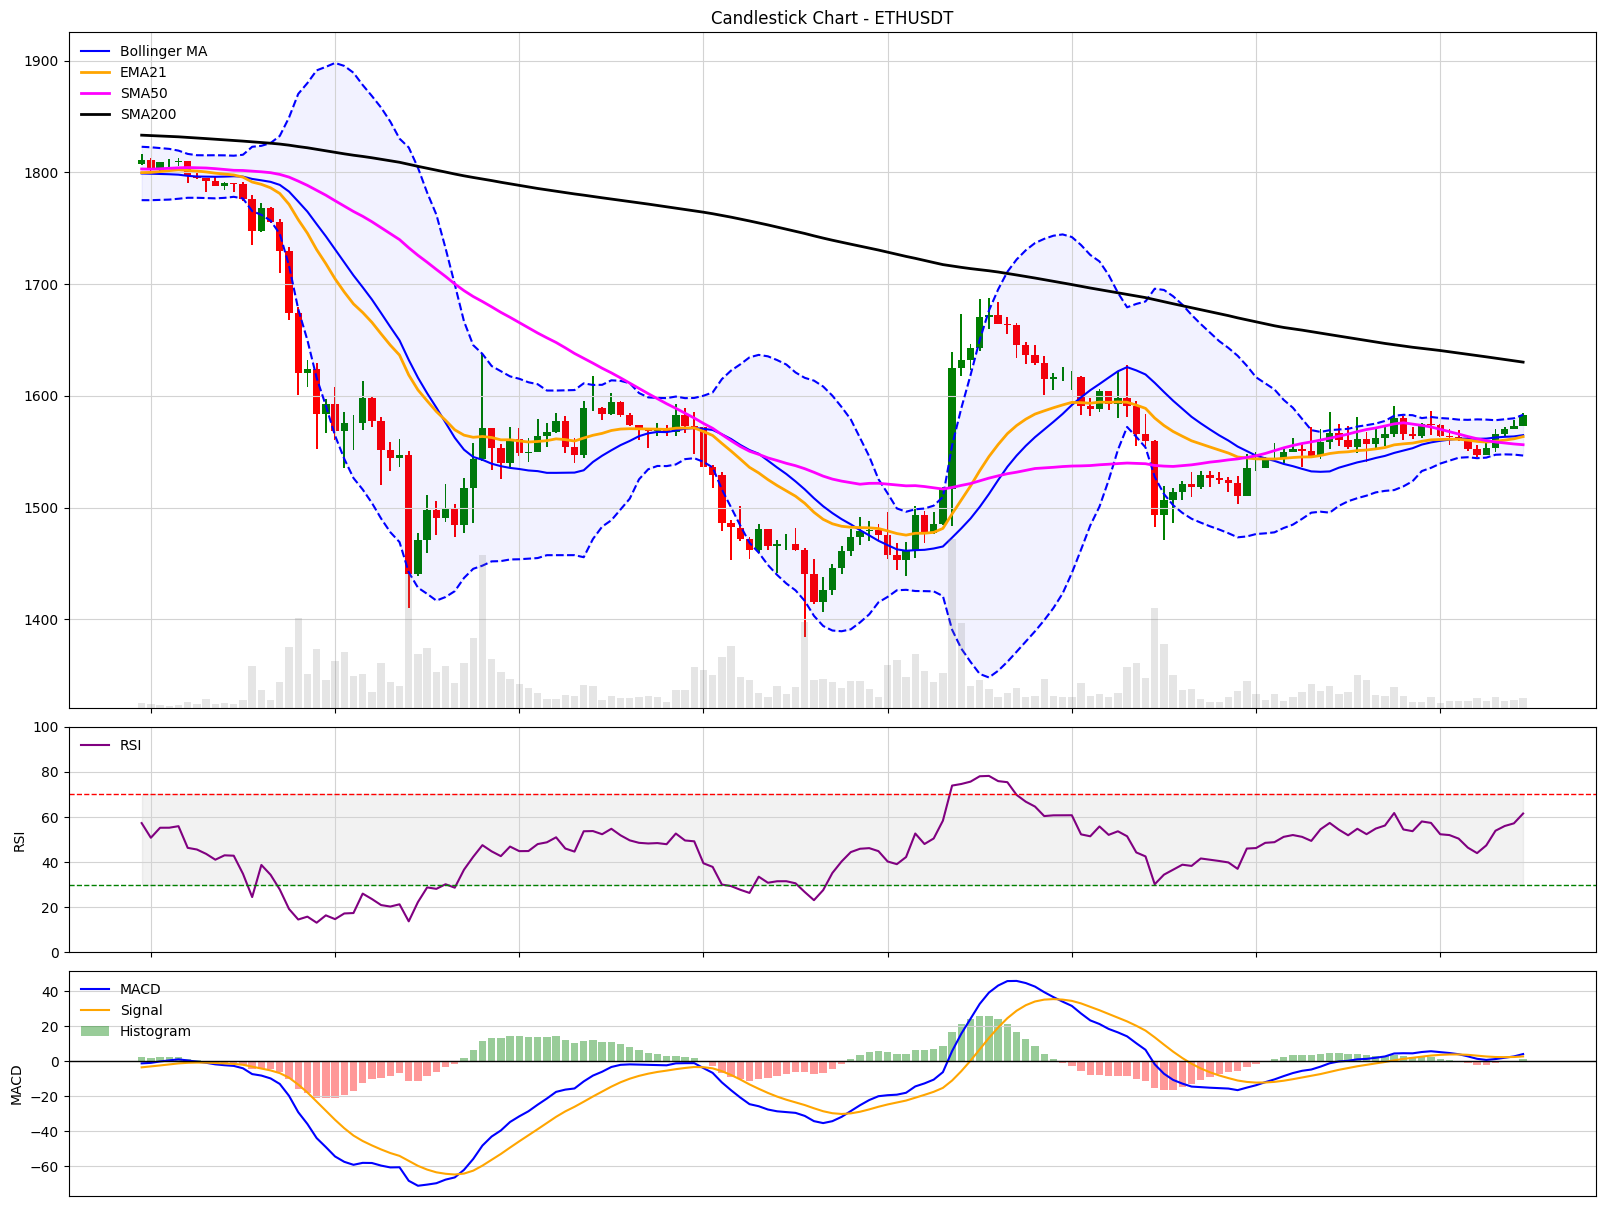 Candlestick Chart - ETHUSDT
Bollinger MA
EMA21
SMA50
SMA200
1900
1800
1700
1600
1500
1400
RSI
100
80
60
40
20
0
RSI
MACD
Signal
Histogram
40
20
0
−20
−40
−60
MACD